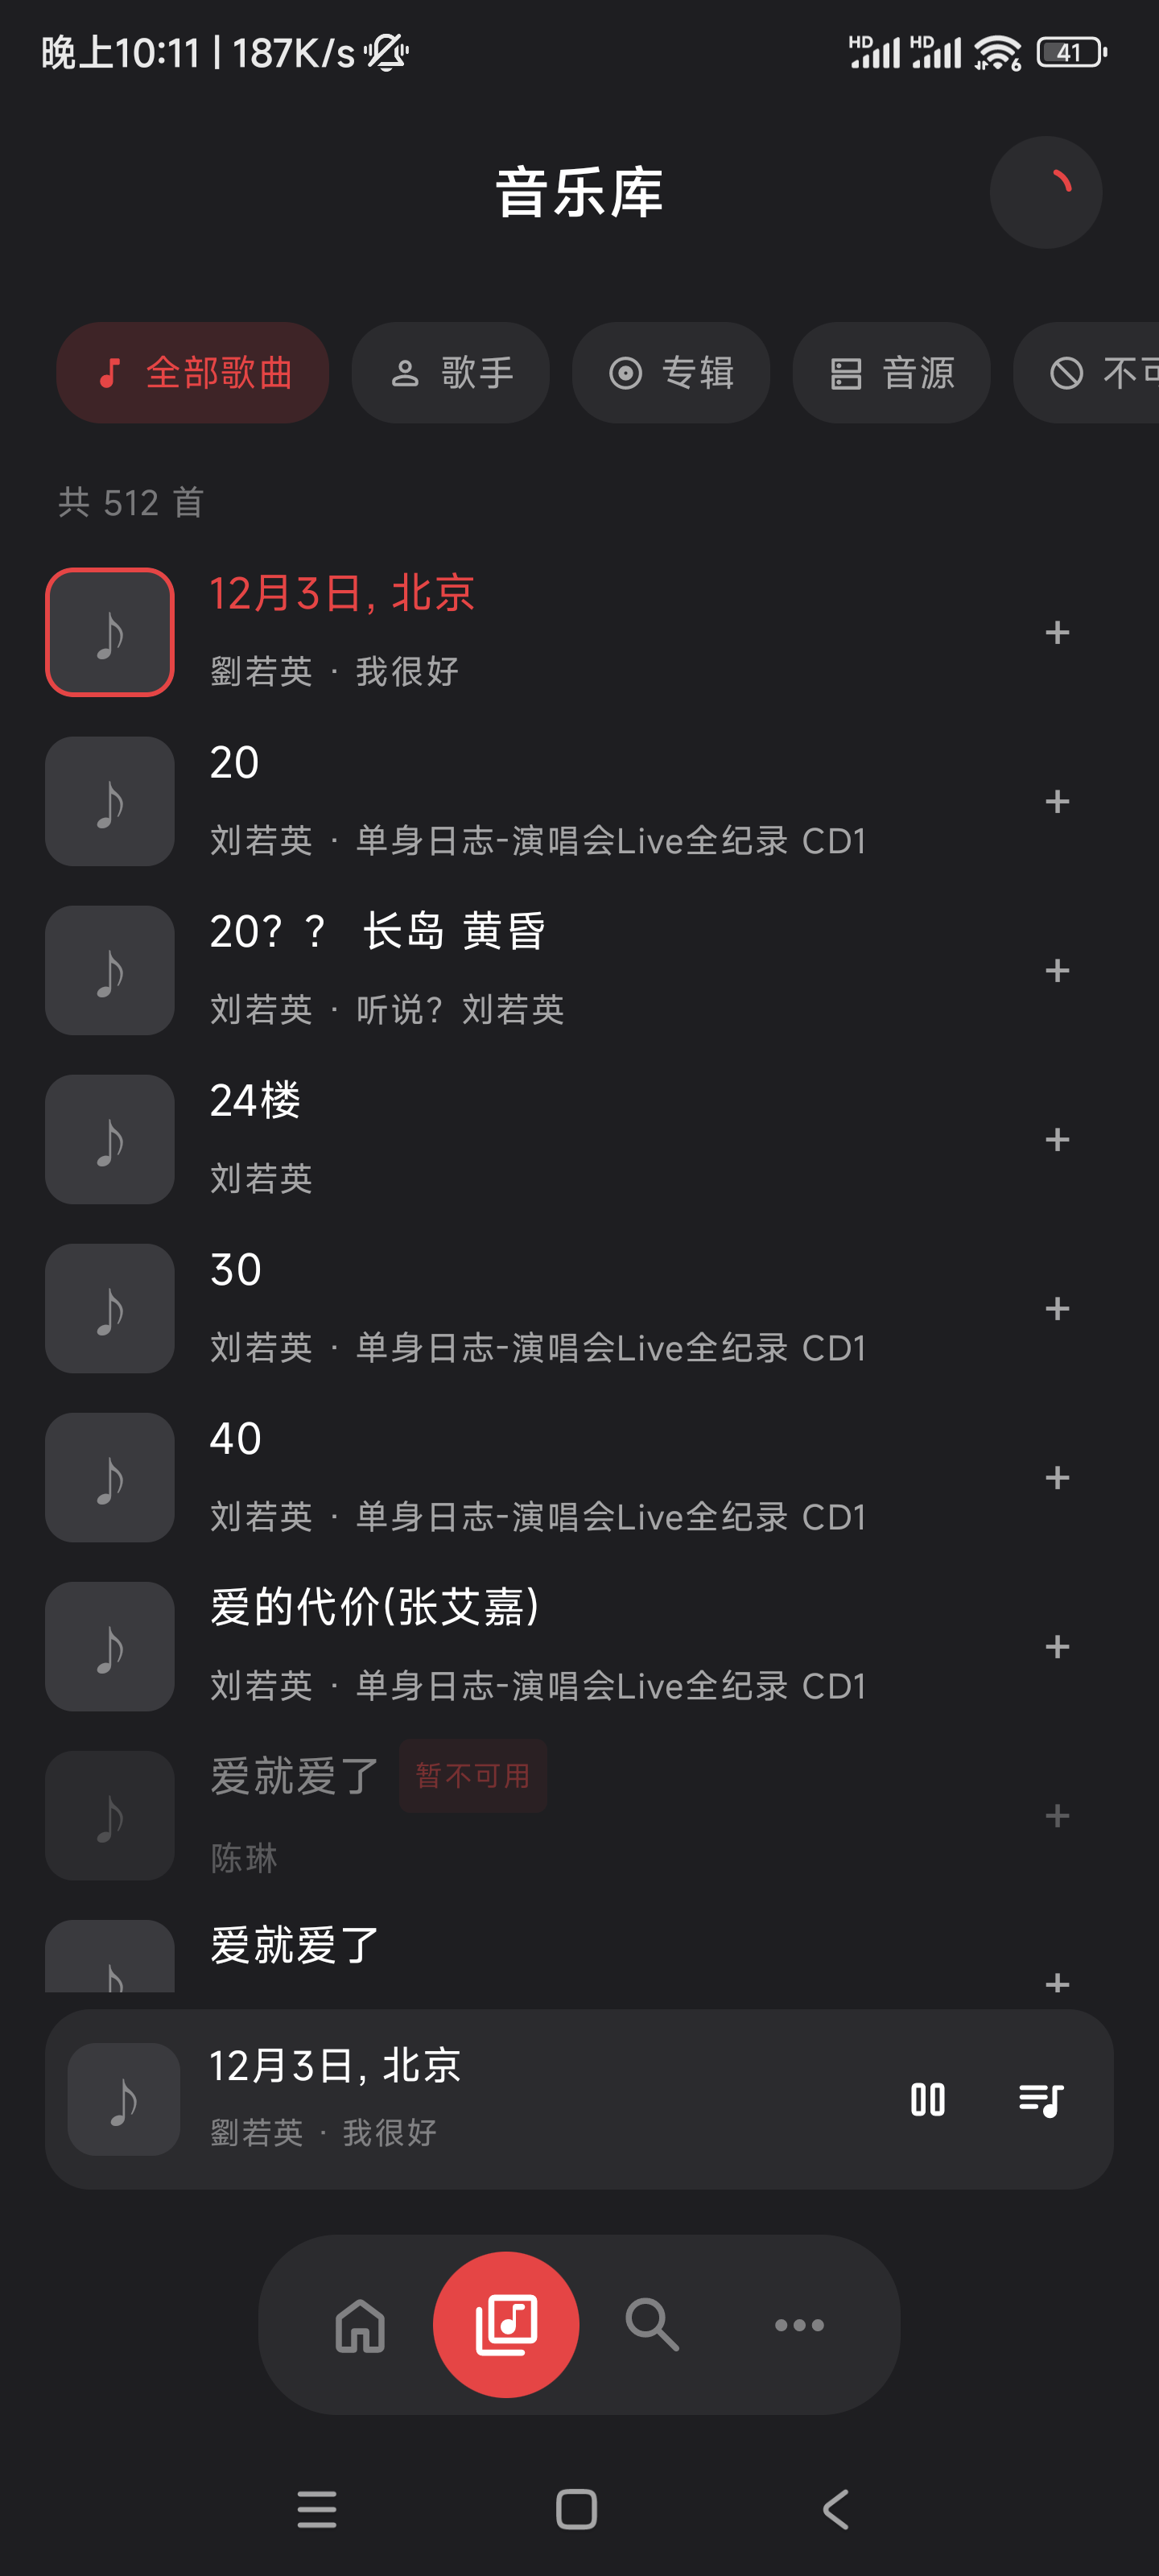 晚上10:11 | 187K/s HD HD 6 41
音乐库
全部歌曲 歌手 专辑 音源 不可
共 512 首
12月3日, 北京
劉若英 · 我很好
20
刘若英 · 单身日志-演唱会Live全纪录 CD1
20？？ 长岛 黄昏
刘若英 · 听说？刘若英
24楼
刘若英
30
刘若英 · 单身日志-演唱会Live全纪录 CD1
40
刘若英 · 单身日志-演唱会Live全纪录 CD1
爱的代价(张艾嘉)
刘若英 · 单身日志-演唱会Live全纪录 CD1
爱就爱了 暂不可用
陈琳
爱就爱了
12月3日, 北京
劉若英 · 我很好